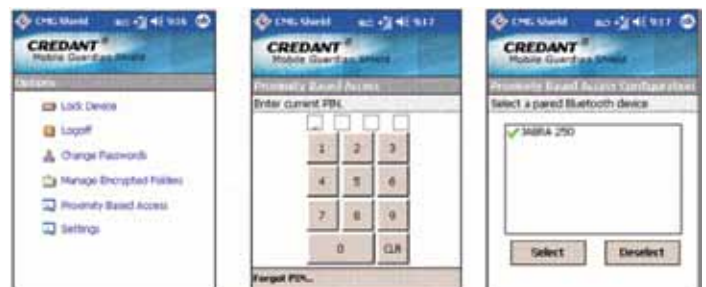 CMG Shield 9:16 ok
CREDANT®
Mobile Guardian Shield
Options
Lock Device
Logoff
Change Passwords
Manage Encrypted Folders
Proximity Based Access
Settings
CMG Shield 9:17
CREDANT®
Mobile Guardian Shield
Proximity Based Access
Enter current PIN.
1 2 3
4 5 6
7 8 9
0 CLR
Forgot PIN...
CMG Shield 9:17 ok
CREDANT®
Mobile Guardian Shield
Proximity Based Access Configuration
Select a pared Bluetooth device
JABRA 250
Select Deselect